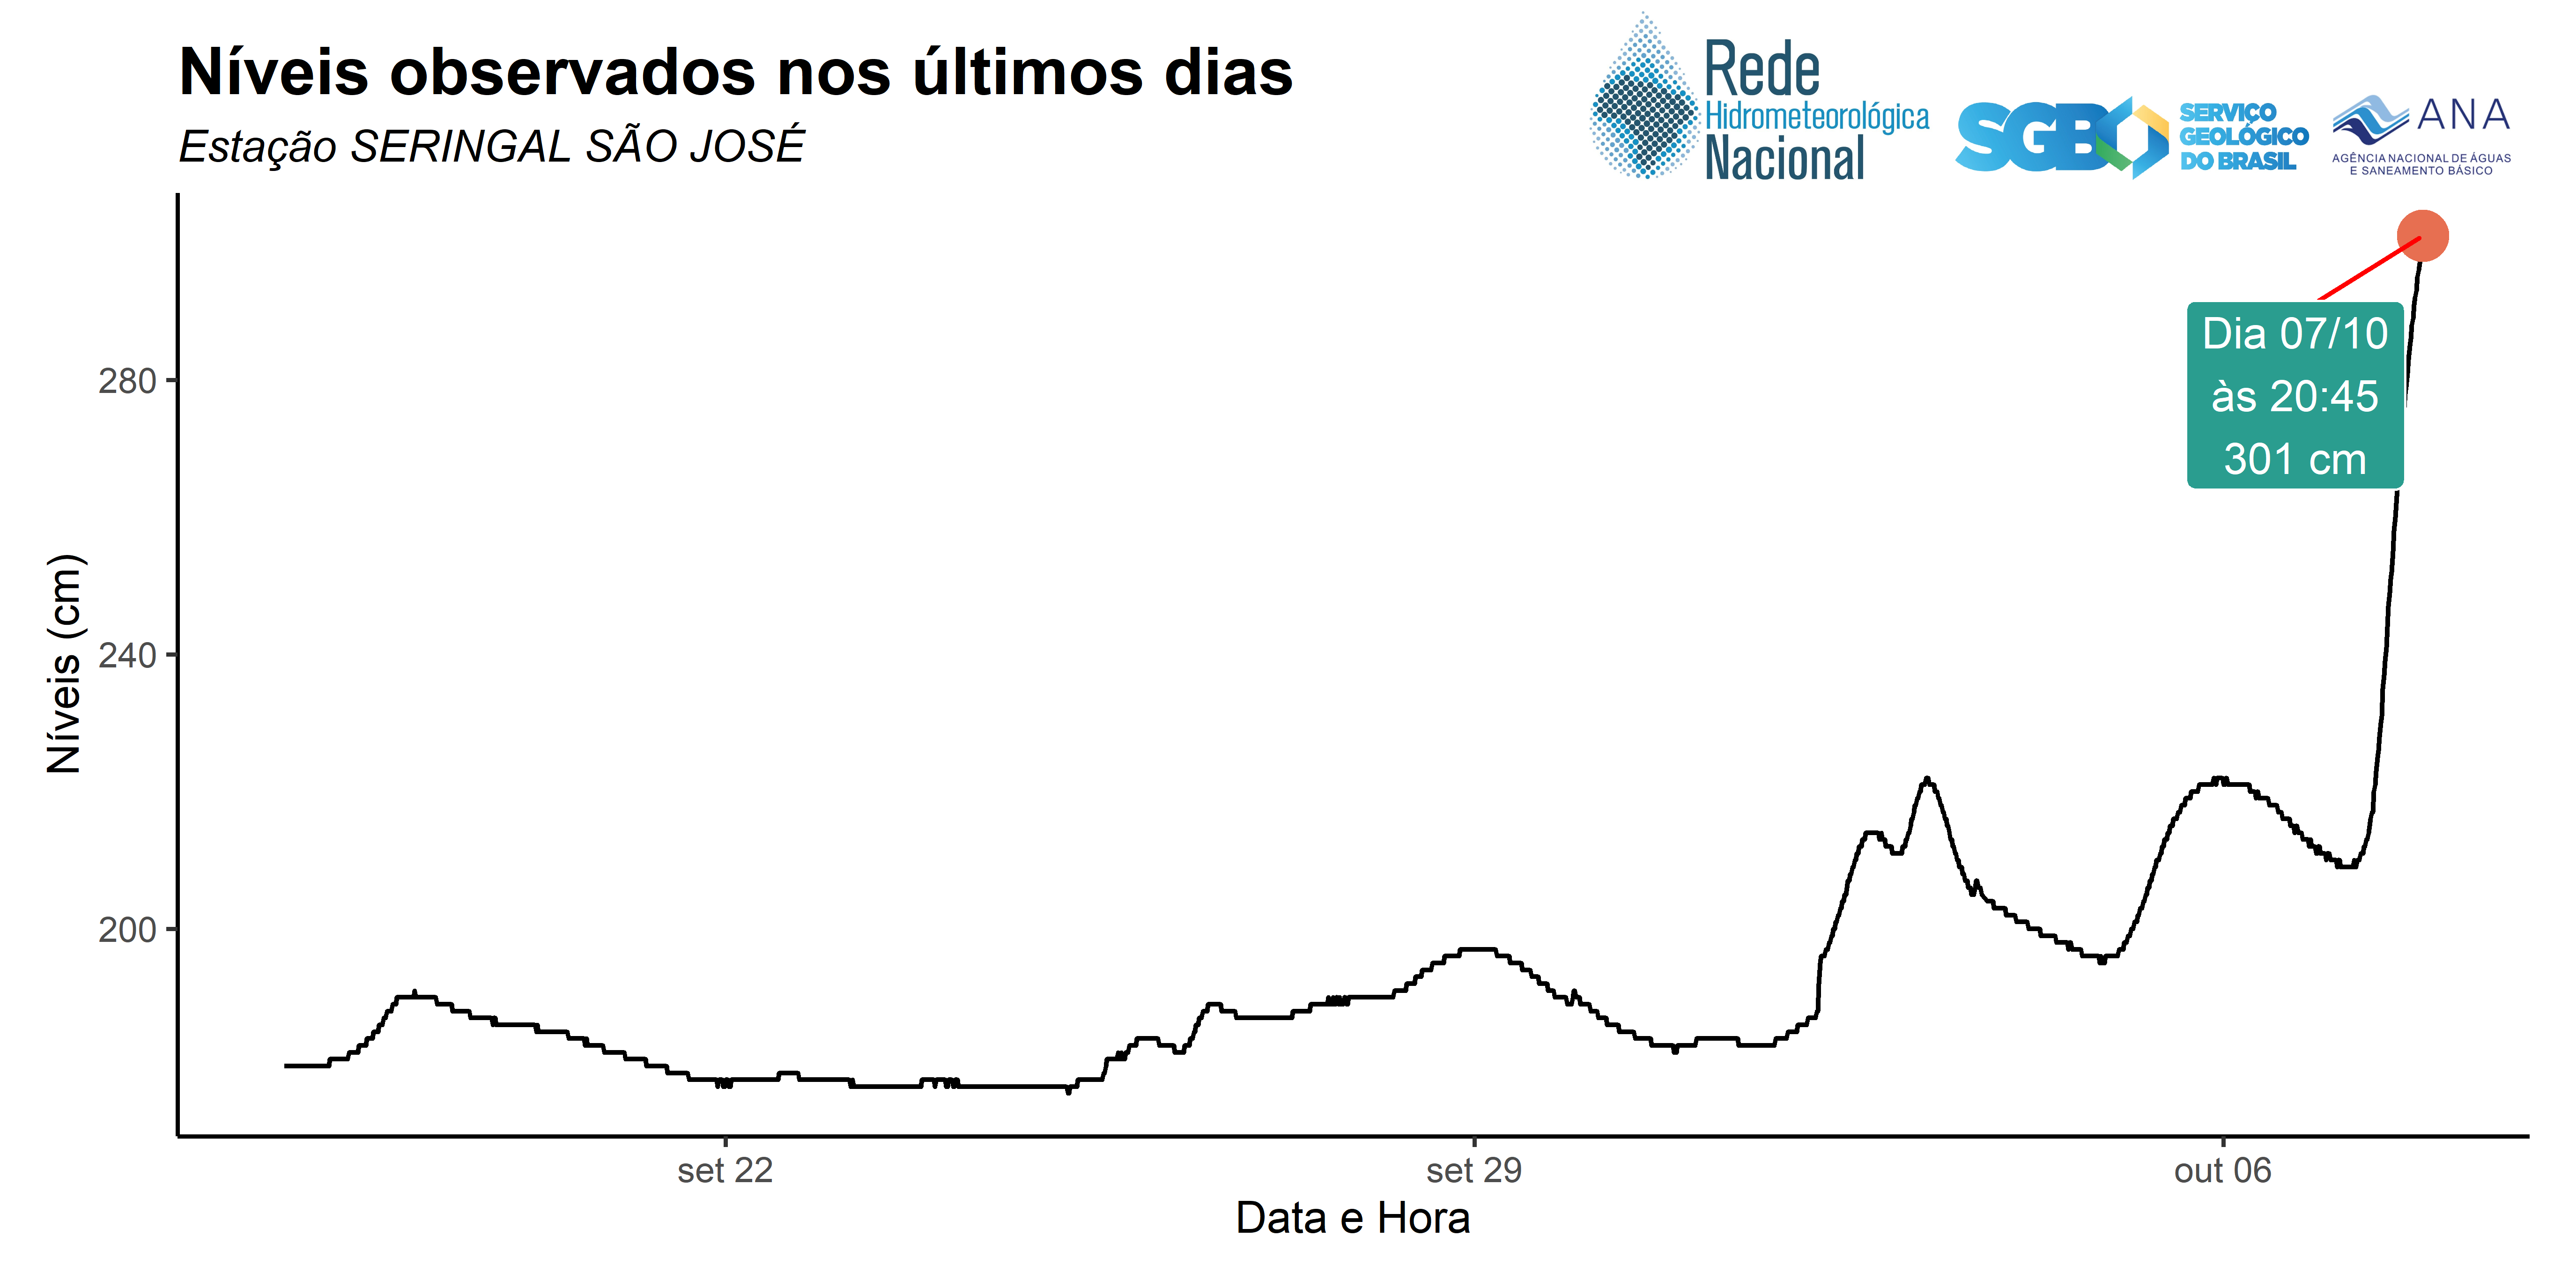 Níveis observados nos últimos dias
Estação SERINGAL SÃO JOSÉ
Rede
Hidrometeorológica
Nacional
SGB
SERVIÇO
GEOLÓGICO
DO BRASIL
ANA
AGÊNCIA NACIONAL DE ÁGUAS
E SANEAMENTO BÁSICO
Dia 07/10
às 20:45
301 cm
280
240
200
Níveis (cm)
set 22
set 29
out 06
Data e Hora